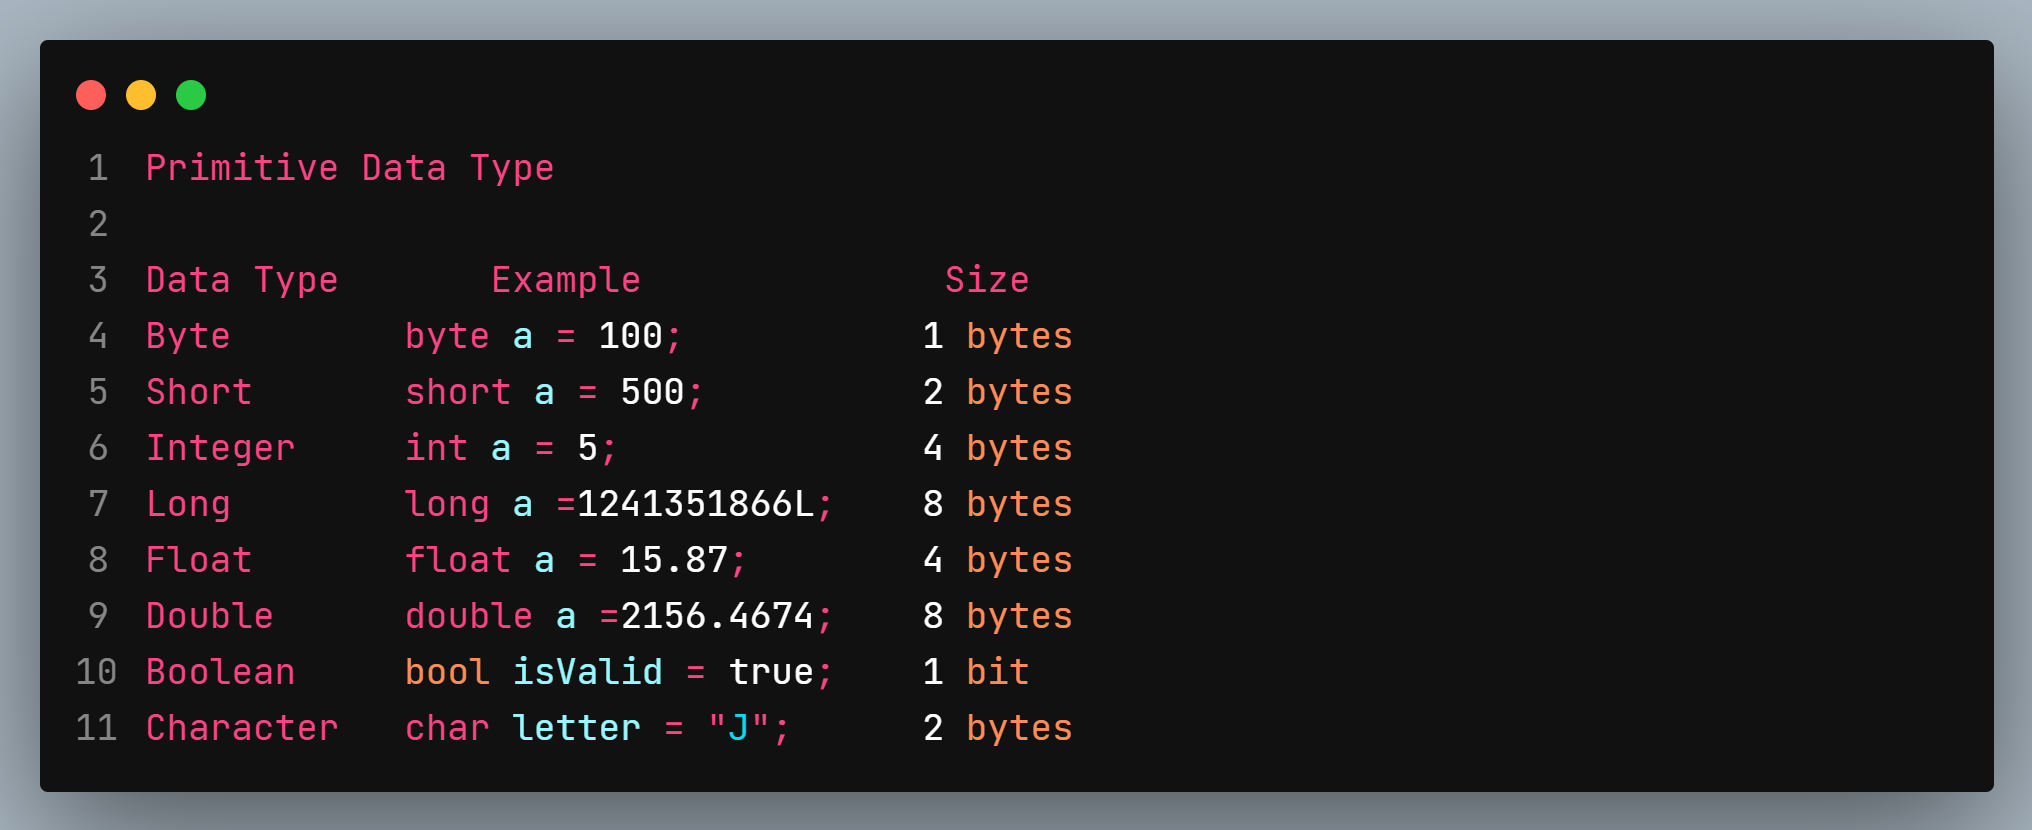 1 Primitive Data Type
2
3 Data Type Example Size
4 Byte byte a = 100; 1 bytes
5 Short short a = 500; 2 bytes
6 Integer int a = 5; 4 bytes
7 Long long a =1241351866L; 8 bytes
8 Float float a = 15.87; 4 bytes
9 Double double a =2156.4674; 8 bytes
10 Boolean bool isValid = true; 1 bit
11 Character char letter = "J"; 2 bytes